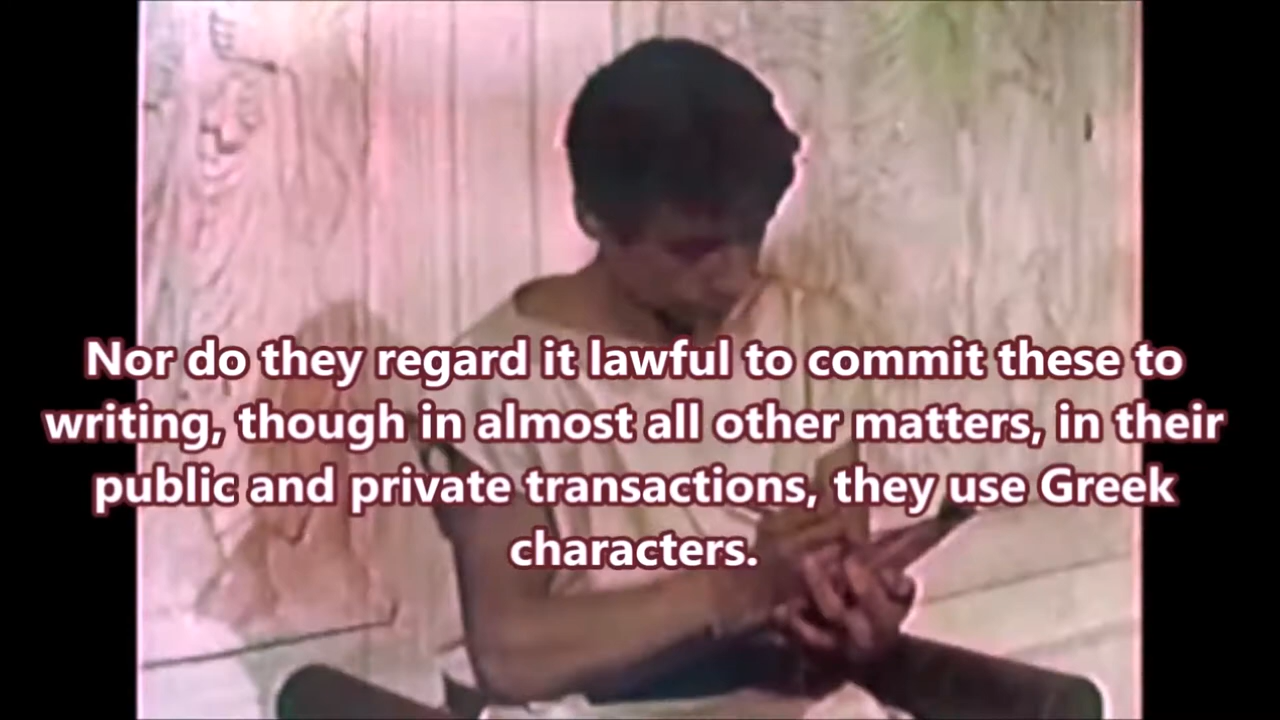 Nor do they regard it lawful to commit these to
writing, though in almost all other matters, in their
public and private transactions, they use Greek
characters.